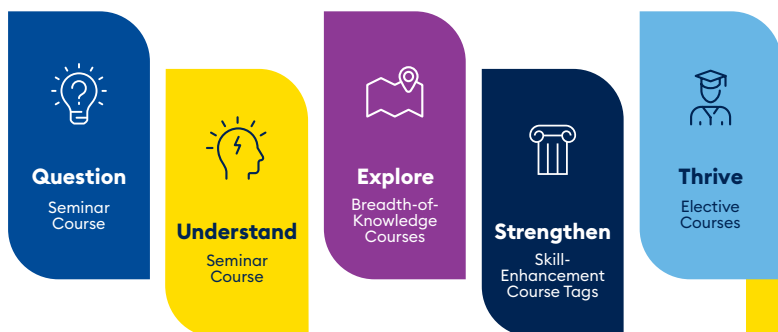 Question
Seminar
Course
Understand
Seminar
Course
Explore
Breadth-of-
Knowledge
Courses
Strengthen
Skill-
Enhancement
Course Tags
Thrive
Elective
Courses